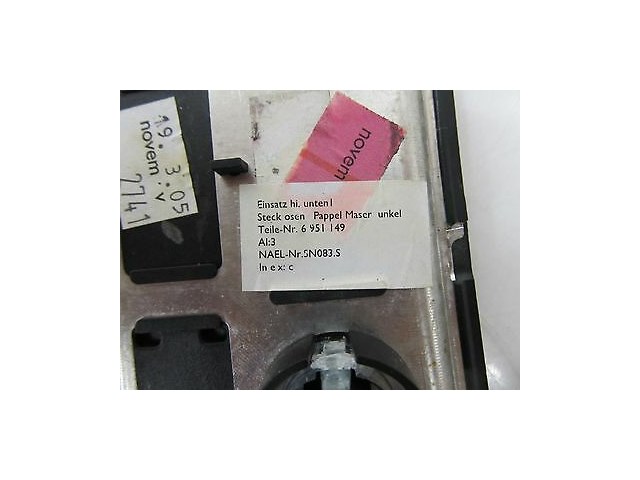 19. 3.05
novem : v
2741
novem
Einsatz hi. unten I
Steck osen Pappel Maser unkel
Teile-Nr. 6 951 149
AI:3
NAEL-Nr.:5N083.S
In e x: c